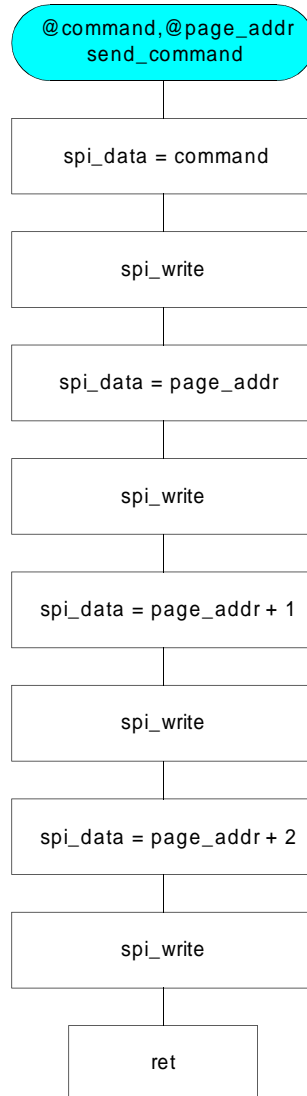 @command,@page_addr
send_command
spi_data = command
spi_write
spi_data = page_addr
spi_write
spi_data = page_addr + 1
spi_write
spi_data = page_addr + 2
spi_write
ret